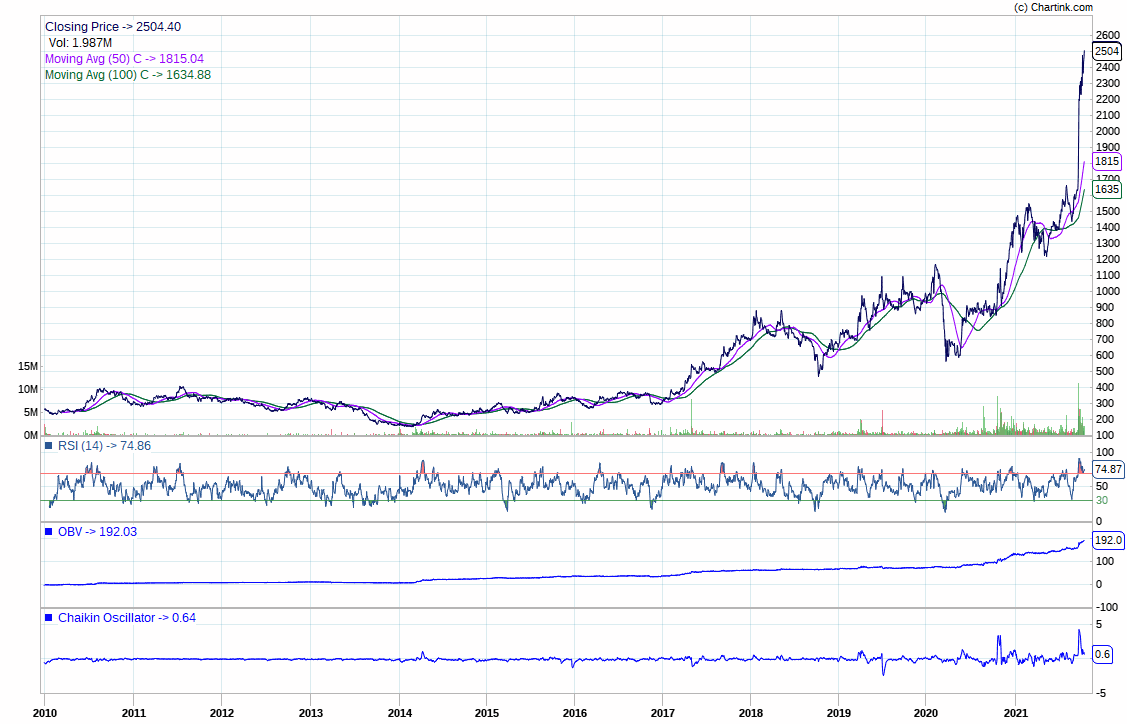 (c) Chartink.com
Closing Price -> 2504.40
Vol: 1.987M
Moving Avg (50) C -> 1815.04
Moving Avg (100) C -> 1634.88
2600
2504
2400
2300
2200
2100
2000
1900
1815
1700
1635
1500
1400
1300
1200
1100
1000
900
800
700
600
15M 500
10M 400
300
5M 200
0M 100
RSI (14) -> 74.86
100
74.87
50
30
0
OBV -> 192.03
192.0
100
0
-100
Chaikin Oscillator -> 0.64
5
0.6
-5
2010 2011 2012 2013 2014 2015 2016 2017 2018 2019 2020 2021